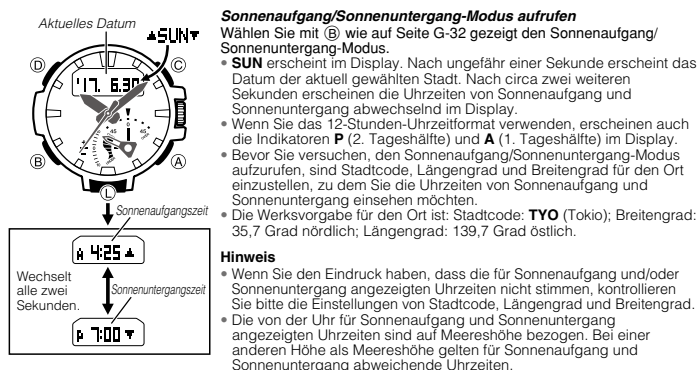 Aktuelles Datum
▲SUN▼
D
C
'17. 6.30
B
A
L
Sonnenaufgangszeit
A 4:25 ▲
Wechselt
alle zwei
Sekunden.
Sonnenuntergangszeit
P 7:00 ▼
Sonnenaufgang/Sonnenuntergang-Modus aufrufen
Wählen Sie mit Ⓑ wie auf Seite G-32 gezeigt den Sonnenaufgang/
Sonnenuntergang-Modus.
• SUN erscheint im Display. Nach ungefähr einer Sekunde erscheint das
Datum der aktuell gewählten Stadt. Nach circa zwei weiteren
Sekunden erscheinen die Uhrzeiten von Sonnenaufgang und
Sonnenuntergang abwechselnd im Display.
• Wenn Sie das 12-Stunden-Uhrzeitformat verwenden, erscheinen auch
die Indikatoren P (2. Tageshälfte) und A (1. Tageshälfte) im Display.
• Bevor Sie versuchen, den Sonnenaufgang/Sonnenuntergang-Modus
aufzurufen, sind Stadtcode, Längengrad und Breitengrad für den Ort
einzustellen, zu dem Sie die Uhrzeiten von Sonnenaufgang und
Sonnenuntergang einsehen möchten.
• Die Werksvorgabe für den Ort ist: Stadtcode: TYO (Tokio); Breitengrad:
35,7 Grad nördlich; Längengrad: 139,7 Grad östlich.
Hinweis
• Wenn Sie den Eindruck haben, dass die für Sonnenaufgang und/oder
Sonnenuntergang angezeigten Uhrzeiten nicht stimmen, kontrollieren
Sie bitte die Einstellungen von Stadtcode, Längengrad und Breitengrad.
• Die von der Uhr für Sonnenaufgang und Sonnenuntergang
angezeigten Uhrzeiten sind auf Meereshöhe bezogen. Bei einer
anderen Höhe als Meereshöhe gelten für Sonnenaufgang und
Sonnenuntergang abweichende Uhrzeiten.